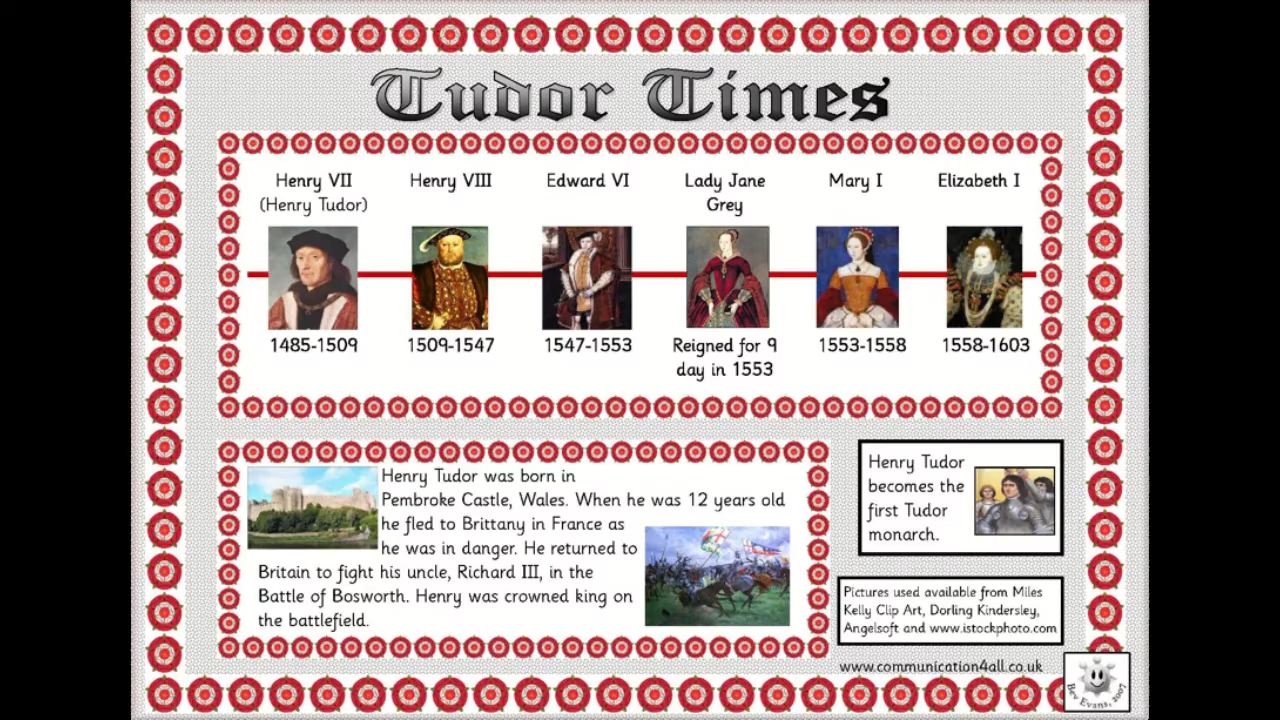 Tudor Times
Henry VII
(Henry Tudor)
Henry VIII
Edward VI
Lady Jane
Grey
Mary I
Elizabeth I
1485-1509
1509-1547
1547-1553
Reigned for 9
day in 1553
1553-1558
1558-1603
Henry Tudor was born in
Pembroke Castle, Wales. When he was 12 years old
he fled to Brittany in France as
he was in danger. He returned to
Britain to fight his uncle, Richard III, in the
Battle of Bosworth. Henry was crowned king on
the battlefield.
Henry Tudor
becomes the
first Tudor
monarch.
Pictures used available from Miles
Kelly Clip Art, Dorling Kindersley,
Angelsoft and www.istockphoto.com
www.communication4all.co.uk
Bev Evans, 2007